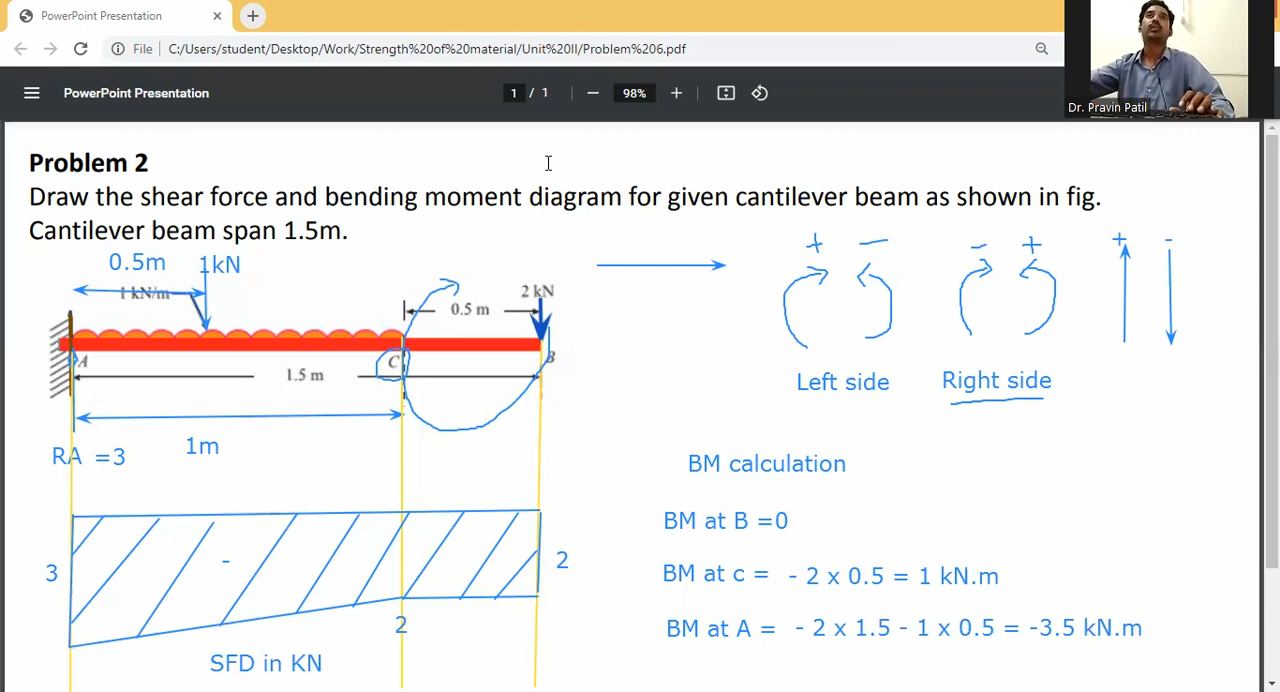 PowerPoint Presentation
File C:/Users/student/Desktop/Work/Strength%20of%20material/Unit%20II/Problem%206.pdf
PowerPoint Presentation 1 / 1 98%
Dr. Pravin Patil
Problem 2
Draw the shear force and bending moment diagram for given cantilever beam as shown in fig.
Cantilever beam span 1.5m.
0.5m 1kN
1 kN/m
2 kN
0.5 m
A C B
1.5 m
1m
RA =3
+ - - + + -
Left side Right side
BM calculation
BM at B =0
BM at c = - 2 x 0.5 = 1 kN.m
BM at A = - 2 x 1.5 - 1 x 0.5 = -3.5 kN.m
3 - 2
2
SFD in KN